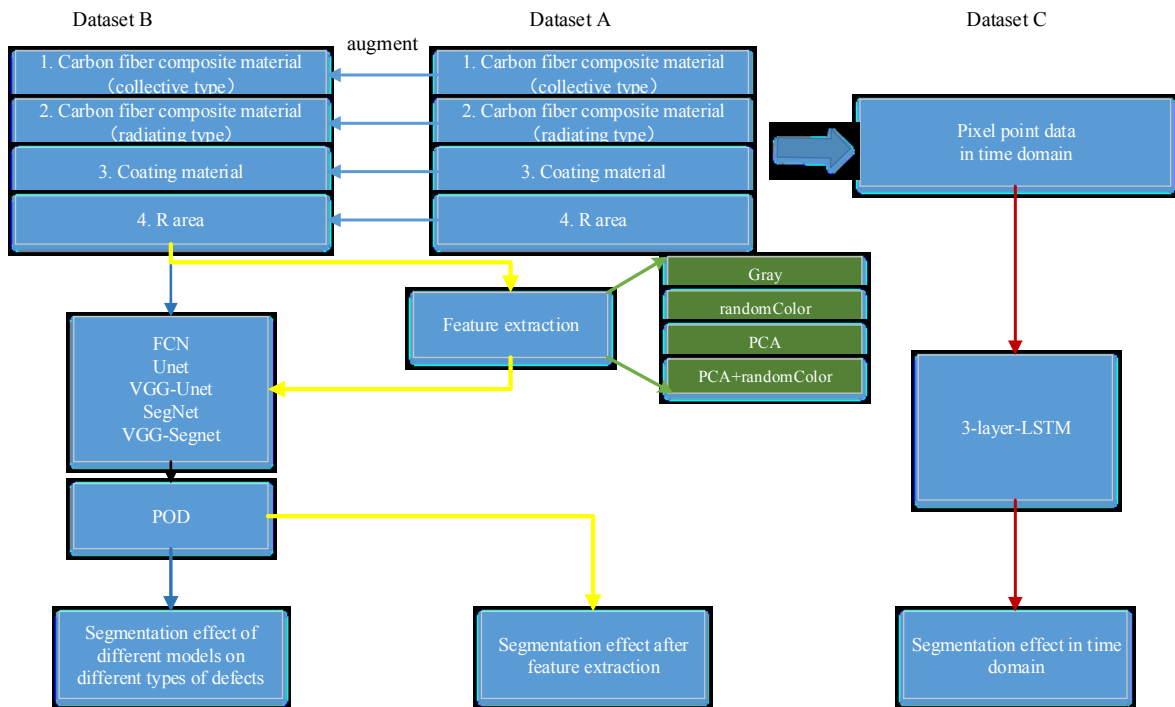 Dataset B
Dataset A
Dataset C
augment
1. Carbon fiber composite material
（collective type）
2. Carbon fiber composite material
（radiating type）
3. Coating material
4. R area
1. Carbon fiber composite material
（collective type）
2. Carbon fiber composite material
（radiating type）
3. Coating material
4. R area
Pixel point data
in time domain
Feature extraction
Gray
randomColor
PCA
PCA+randomColor
FCN
Unet
VGG-Unet
SegNet
VGG-Segnet
3-layer-LSTM
POD
Segmentation effect of
different models on
different types of defects
Segmentation effect after
feature extraction
Segmentation effect in time
domain